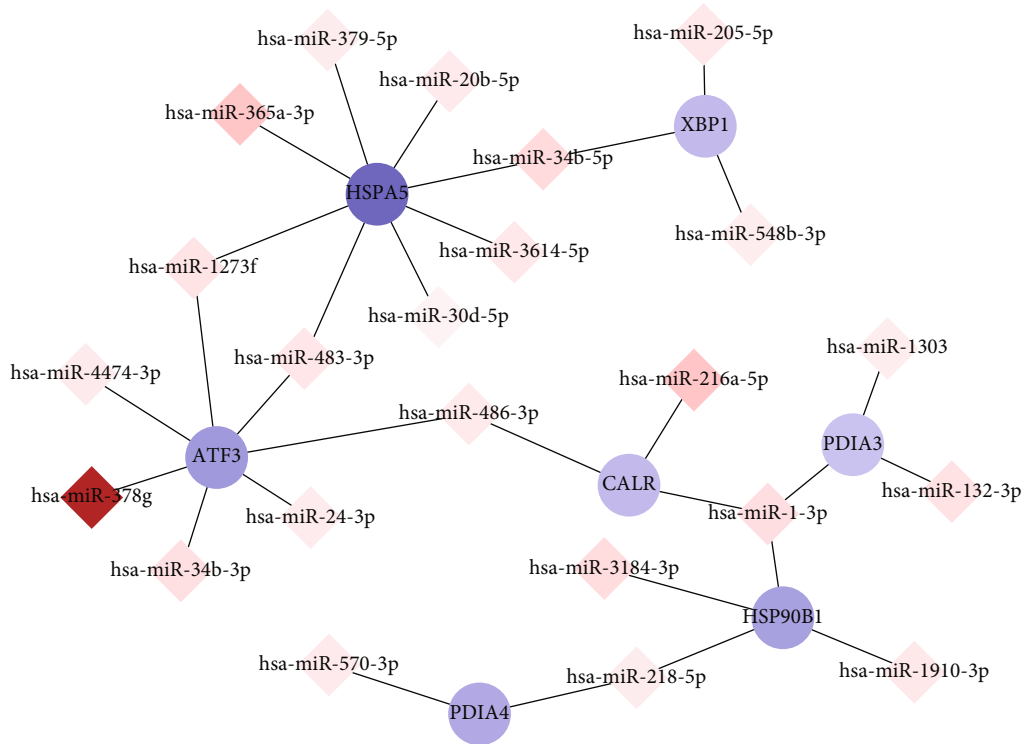 hsa-miR-205-5p
hsa-miR-379-5p
hsa-miR-20b-5p
hsa-miR-365a-3p
XBP1
hsa-miR-34b-5p
HSPA5
hsa-miR-548b-3p
hsa-miR-3614-5p
hsa-miR-1273f
hsa-miR-30d-5p
hsa-miR-1303
hsa-miR-483-3p
hsa-miR-4474-3p
hsa-miR-216a-5p
hsa-miR-486-3p
PDIA3
ATF3
CALR
hsa-miR-132-3p
hsa-miR-378g
hsa-miR-1-3p
hsa-miR-24-3p
hsa-miR-3184-3p
hsa-miR-34b-3p
HSP90B1
hsa-miR-570-3p
hsa-miR-1910-3p
hsa-miR-218-5p
PDIA4